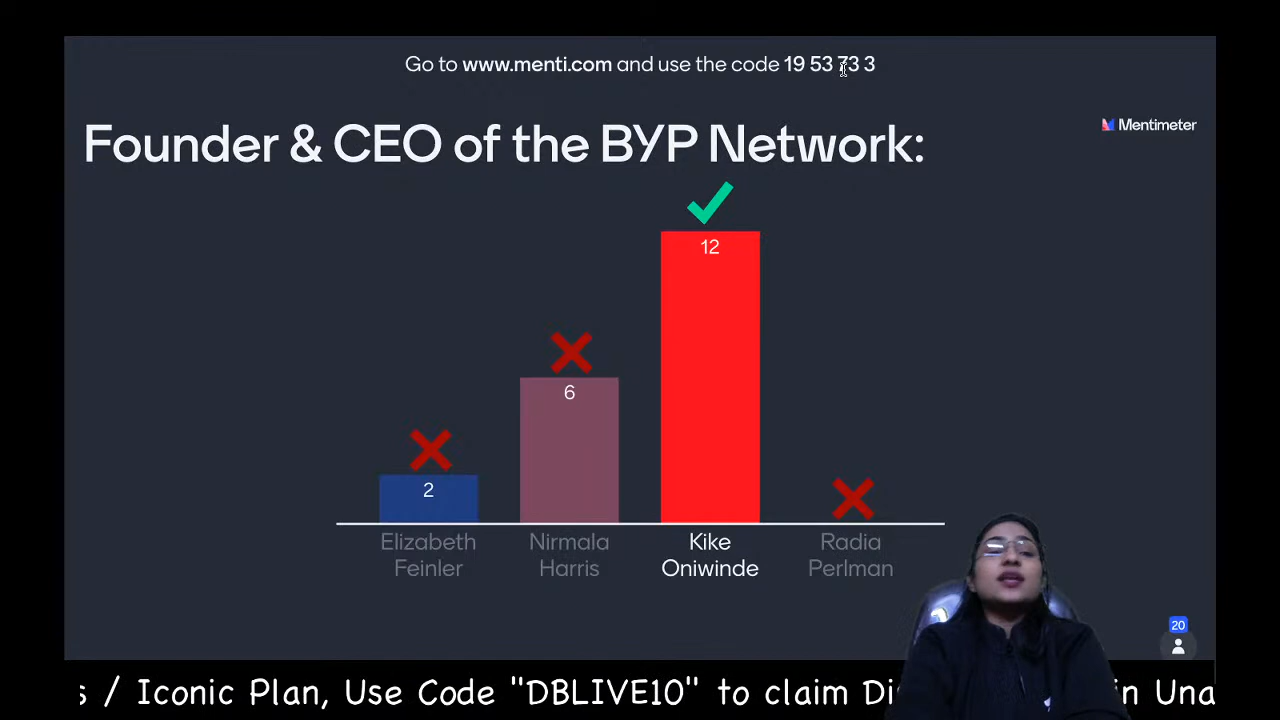 Go to www.menti.com and use the code 19 53 73 3
Mentimeter
Founder & CEO of the BYP Network:
12
6
2
Elizabeth Feinler
Nirmala Harris
Kike Oniwinde
Radia Perlman
20
s / Iconic Plan, Use Code "DBLIVE10" to claim Di in Una